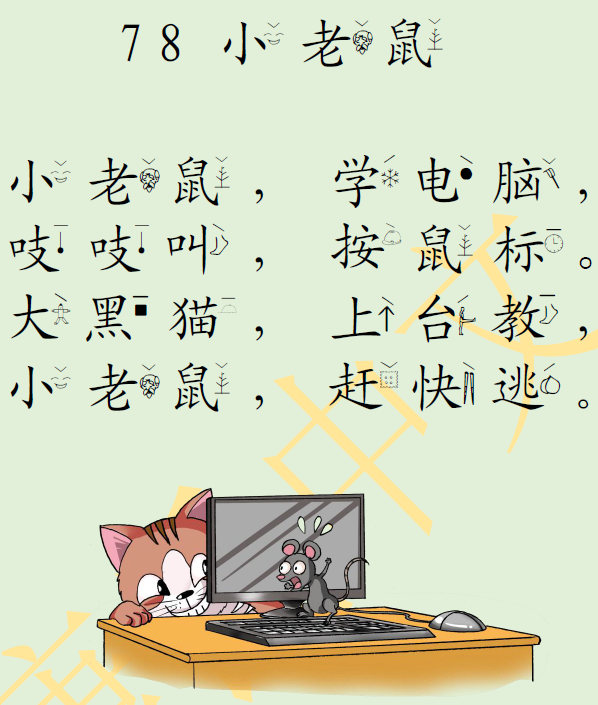 78 小老鼠
小老鼠，学电脑，
吱吱叫，按鼠标。
大黑猫，上台教，
小老鼠，赶快逃。